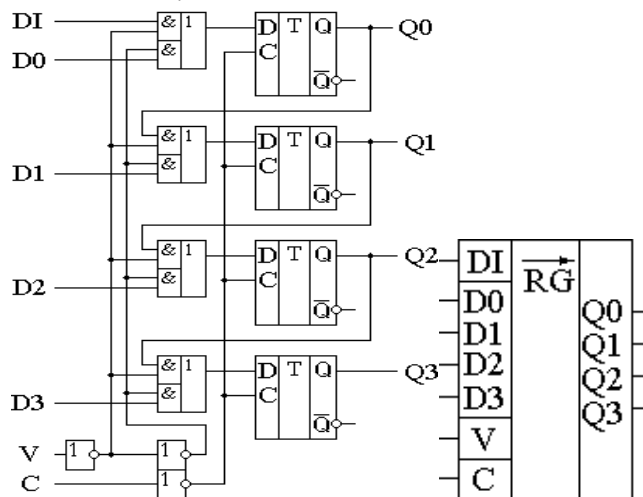 DI & 1 D T Q Q0
D0 & C Q̅
& 1 D T Q Q1
D1 & C Q̅
& 1 D T Q Q2
D2 & C Q̅
& 1 D T Q Q3
D3 & C Q̅
V 1 1
C 1
DI RG
D0 Q0
D1 Q1
D2 Q2
D3 Q3
V
C